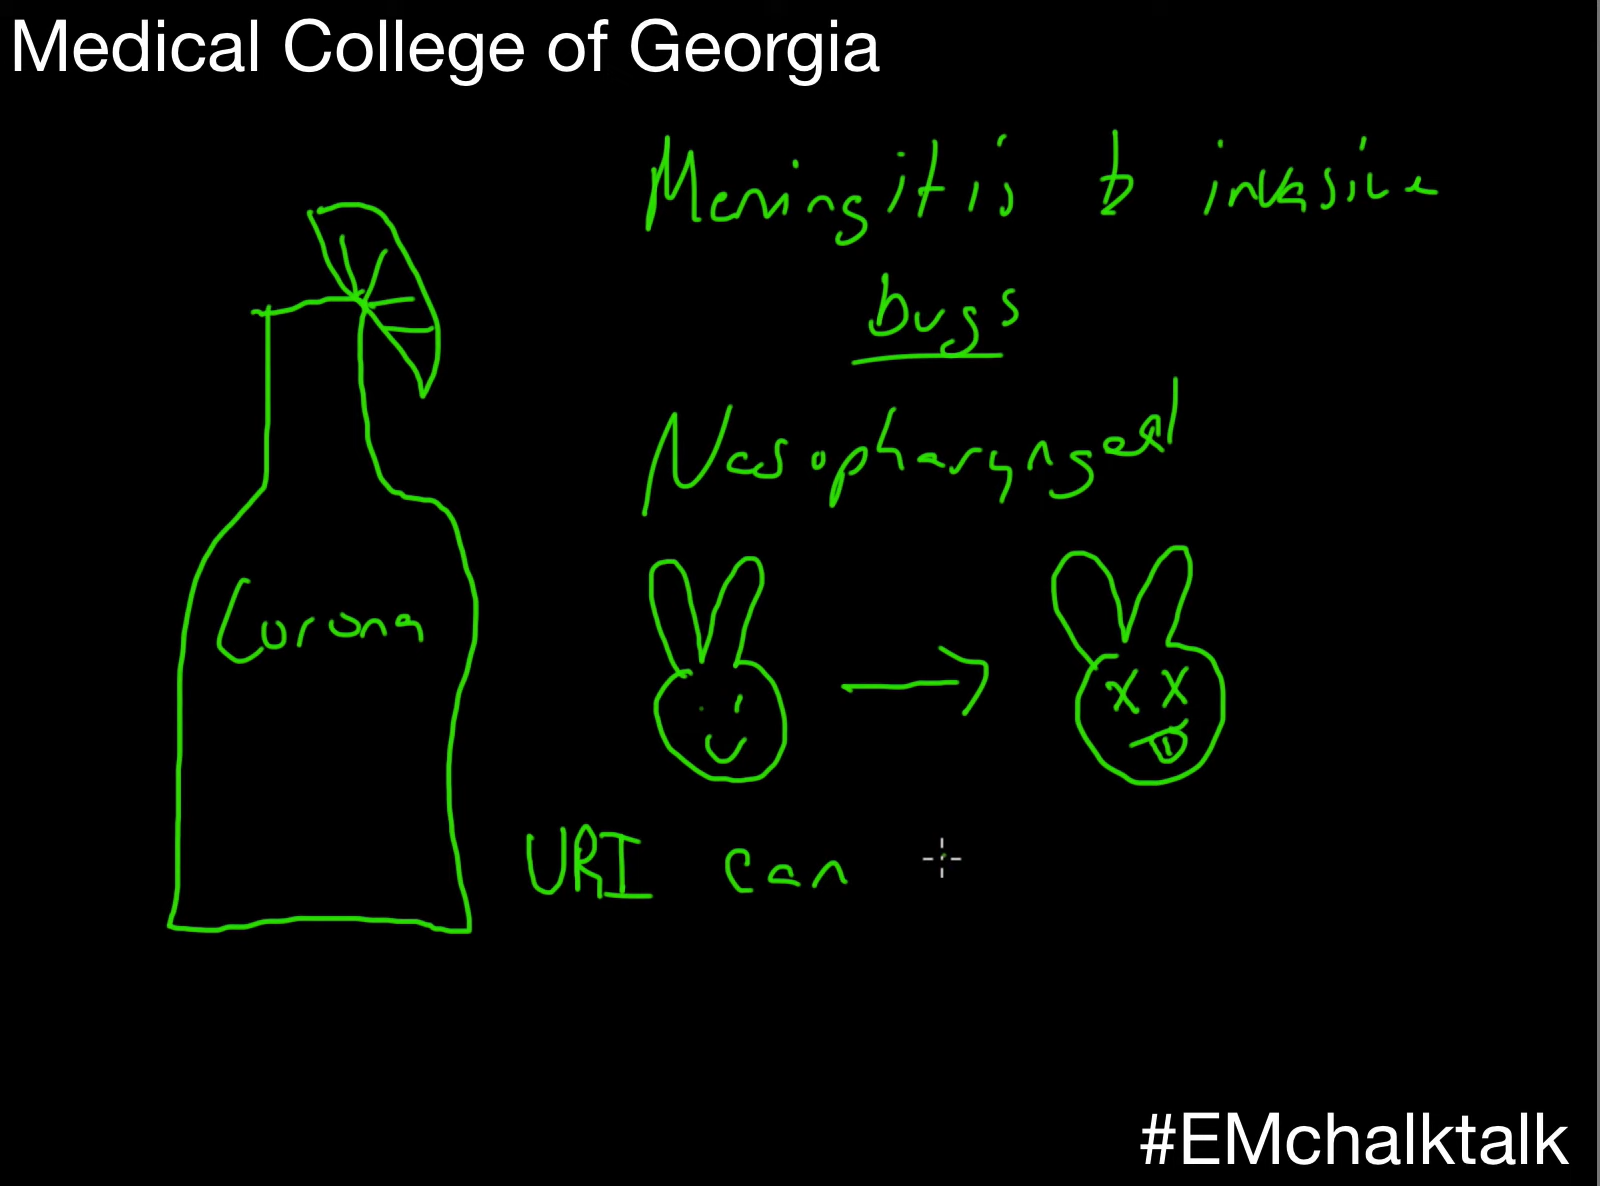 Medical College of Georgia
Meningitis & invasive
bugs
Nasopharyngeal
Corona
URI can
#EMchalktalk